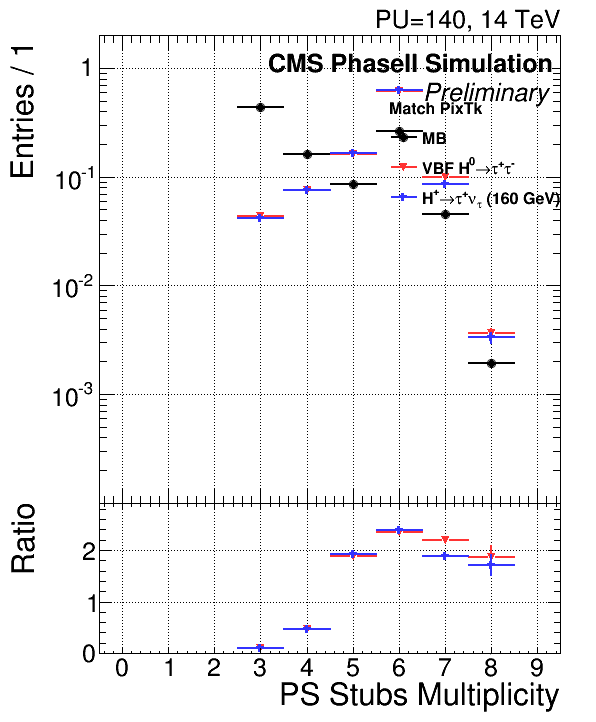 PU=140, 14 TeV
Entries / 1
CMS PhaseII Simulation
Preliminary
Match PixTk
MB
VBF H⁰→τ⁺τ⁻
H⁺→τ⁺ντ (160 GeV)
1
10⁻¹
10⁻²
10⁻³
Ratio
2
1
0
0 1 2 3 4 5 6 7 8 9
PS Stubs Multiplicity